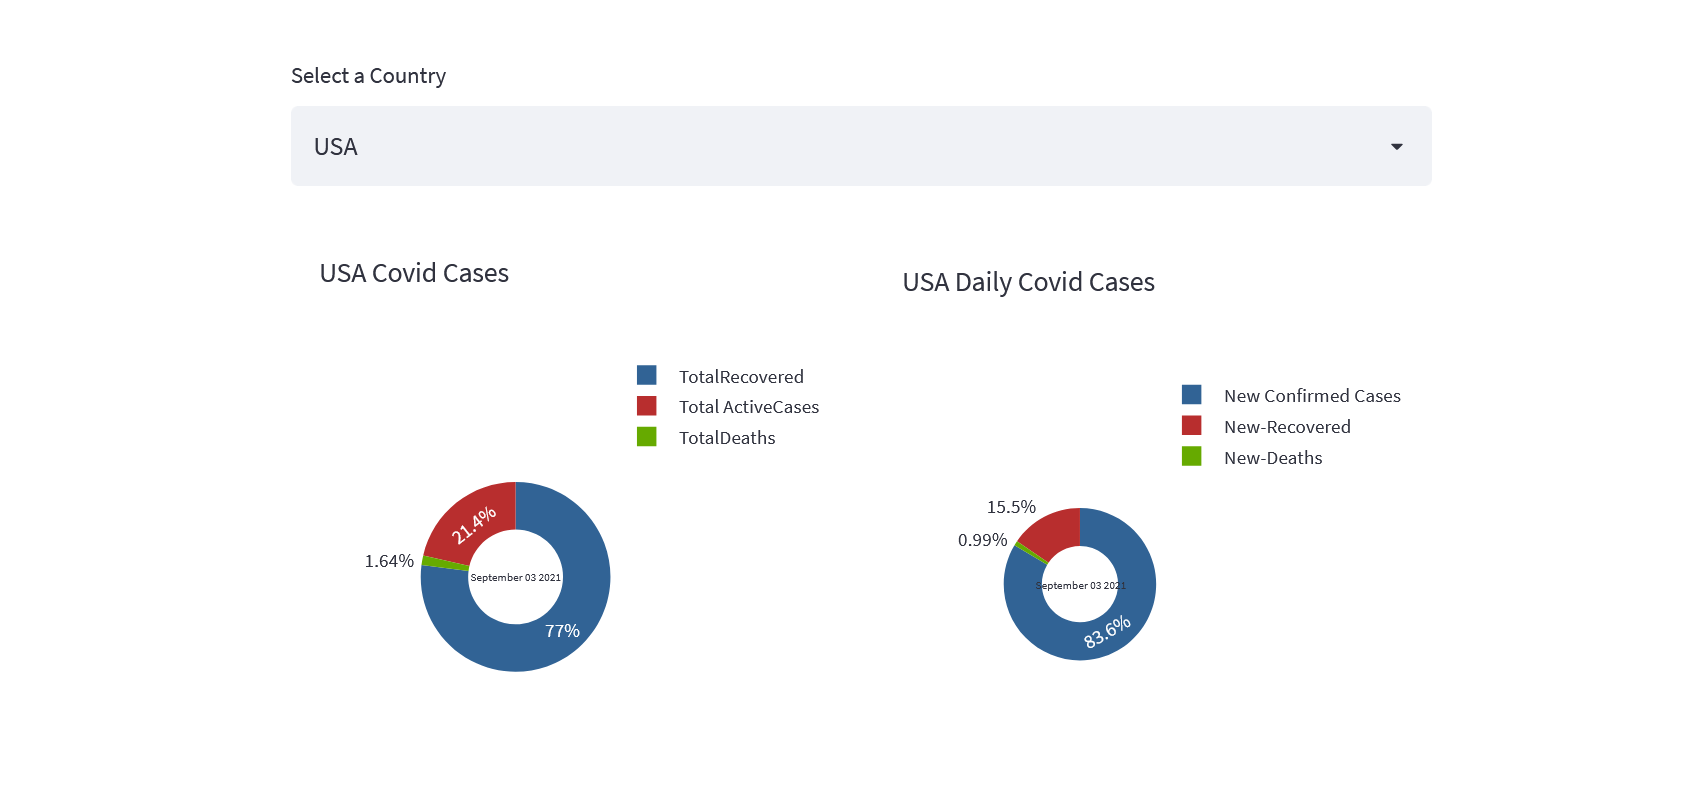 Select a Country
USA
USA Covid Cases
TotalRecovered
Total ActiveCases
TotalDeaths
21.4%
1.64%
September 03 2021
77%
USA Daily Covid Cases
New Confirmed Cases
New-Recovered
New-Deaths
15.5%
0.99%
September 03 2021
83.6%